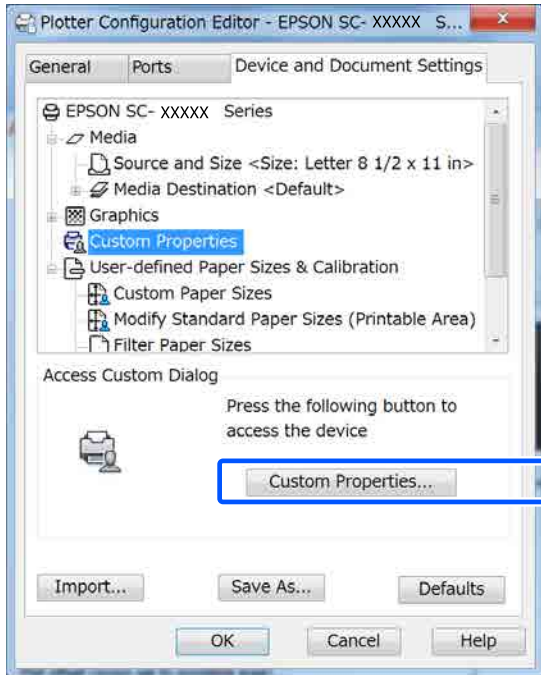 Plotter Configuration Editor - EPSON SC- XXXXX S...
General Ports Device and Document Settings
EPSON SC- XXXXX Series
Media
Source and Size <Size: Letter 8 1/2 x 11 in>
Media Destination <Default>
Graphics
Custom Properties
User-defined Paper Sizes & Calibration
Custom Paper Sizes
Modify Standard Paper Sizes (Printable Area)
Filter Paper Sizes
Access Custom Dialog
Press the following button to
access the device
Custom Properties...
Import... Save As... Defaults
OK Cancel Help